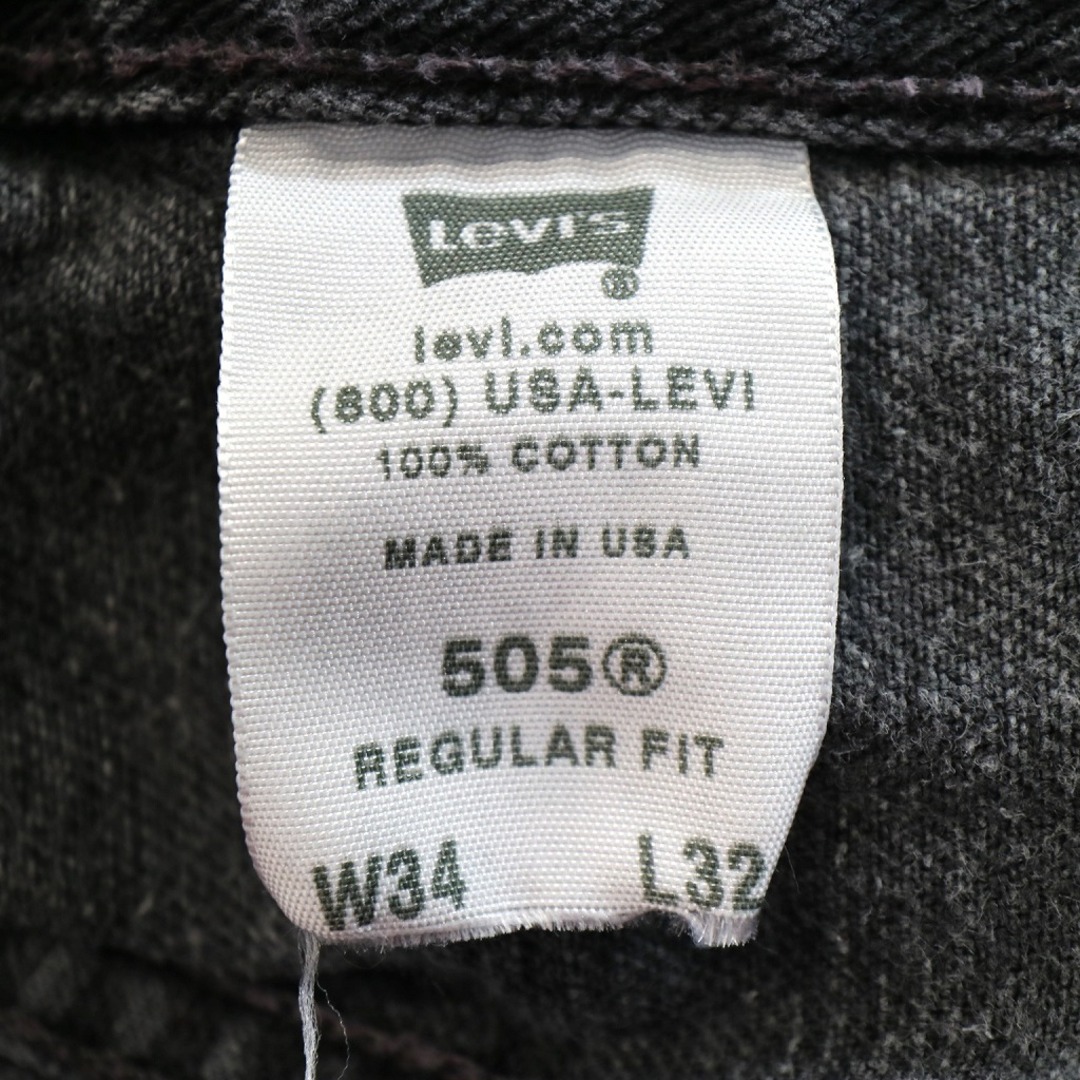 Levi's®
levi.com
(800) USA-LEVI
100% COTTON
MADE IN USA
505®
REGULAR FIT
W34 L32